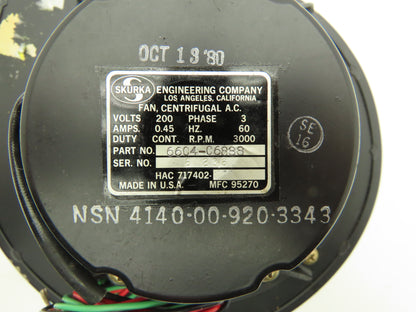 OCT 13 '80
SKURKA ENGINEERING COMPANY
LOS ANGELES, CALIFORNIA
FAN, CENTRIFUGAL A.C.
VOLTS 200 PHASE 3
AMPS. 0.45 HZ. 60
DUTY CONT. R.P.M. 3000
PART NO.
SER. NO.
HAC 717402-
MADE IN U.S.A. MFC 95270
SE
16
NSN 4140-00-920-3343